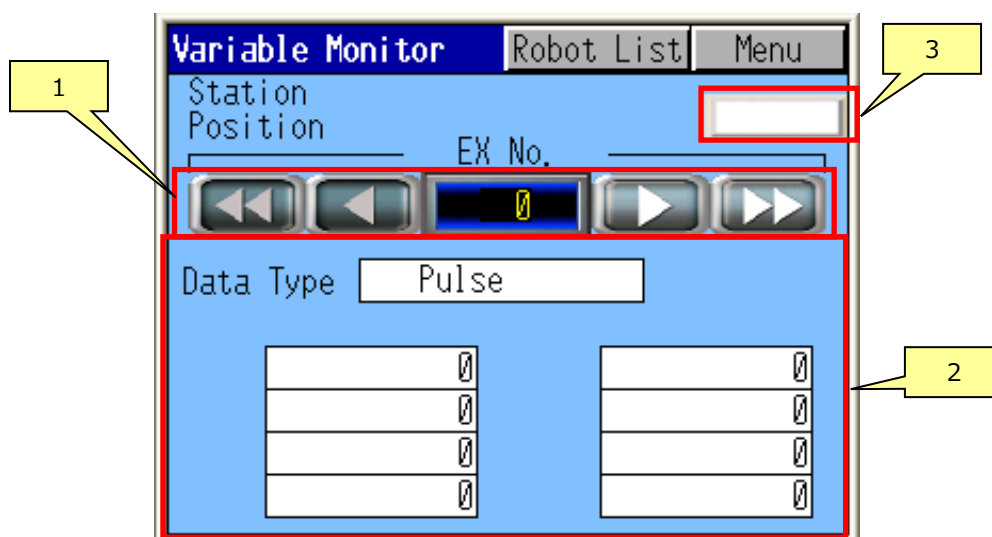 Variable Monitor Robot List Menu
3
1
Station
Position
EX No.
0
Data Type Pulse
0 0
0 0
2
0 0
0 0